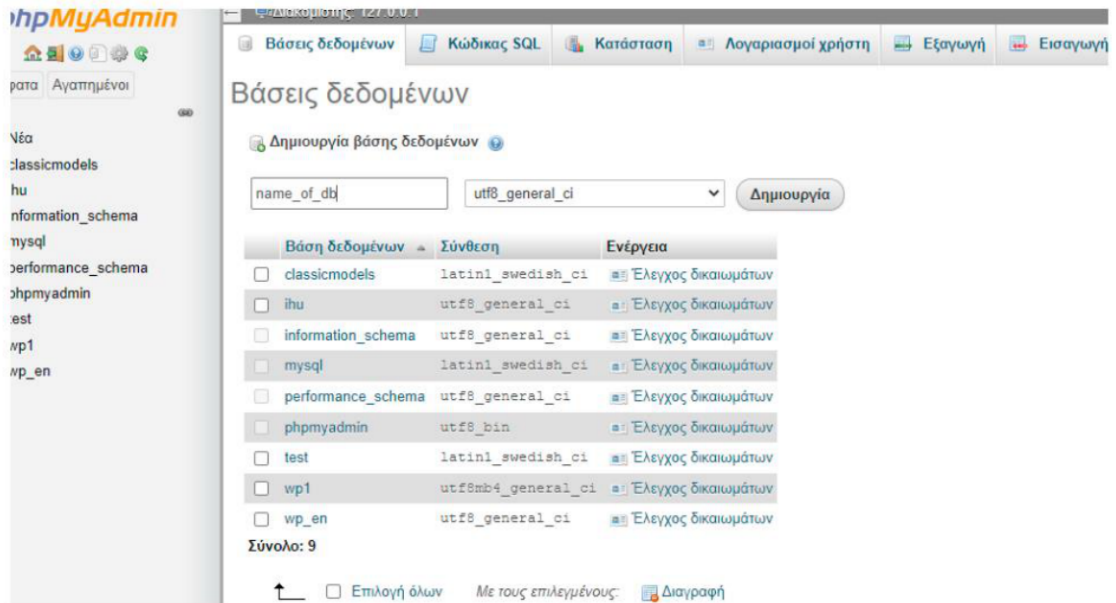 phpMyAdmin
Διακομιστής: 127.0.0.1
Βάσεις δεδομένων Κώδικας SQL Κατάσταση Λογαριασμοί χρήστη Εξαγωγή Εισαγωγή
Αγαπημένοι
Βάσεις δεδομένων
Νέα
classicmodels
ihu
information_schema
mysql
performance_schema
phpmyadmin
test
wp1
wp_en
Δημιουργία βάσης δεδομένων
name_of_db utf8_general_ci Δημιουργία
Βάση δεδομένων Σύνθεση Ενέργεια
classicmodels latin1_swedish_ci Έλεγχος δικαιωμάτων
ihu utf8_general_ci Έλεγχος δικαιωμάτων
information_schema utf8_general_ci Έλεγχος δικαιωμάτων
mysql latin1_swedish_ci Έλεγχος δικαιωμάτων
performance_schema utf8_general_ci Έλεγχος δικαιωμάτων
phpmyadmin utf8_bin Έλεγχος δικαιωμάτων
test latin1_swedish_ci Έλεγχος δικαιωμάτων
wp1 utf8mb4_general_ci Έλεγχος δικαιωμάτων
wp_en utf8_general_ci Έλεγχος δικαιωμάτων
Σύνολο: 9
Επιλογή όλων Με τους επιλεγμένους: Διαγραφή